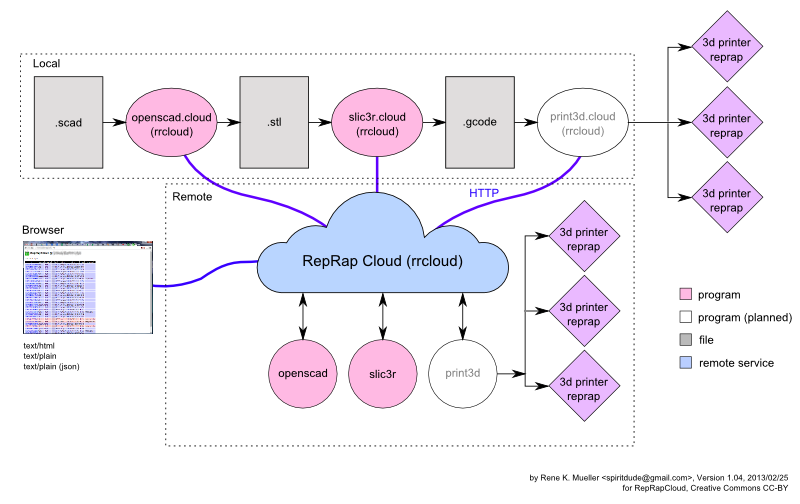 3d printer
reprap
Local
.scad
openscad.cloud
(rrcloud)
.stl
slic3r.cloud
(rrcloud)
.gcode
print3d.cloud
(rrcloud)
3d printer
reprap
3d printer
reprap
Remote
HTTP
Browser
RepRap Cloud (rrcloud)
3d printer
reprap
3d printer
reprap
3d printer
reprap
text/html
text/plain
text/plain (json)
openscad
slic3r
print3d
program
program (planned)
file
remote service
by Rene K. Mueller <spiritdude@gmail.com>, Version 1.04, 2013/02/25
for RepRapCloud, Creative Commons CC-BY